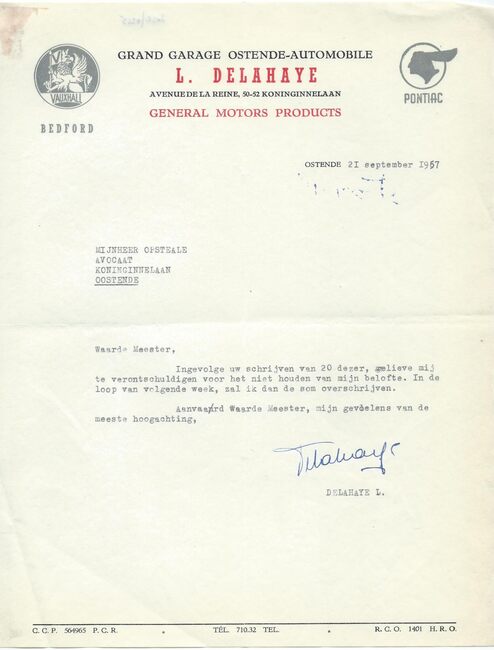 GRAND GARAGE OSTENDE-AUTOMOBILE
L. DELAHAYE
AVENUE DE LA REINE, 50-52 KONINGINNELAAN
GENERAL MOTORS PRODUCTS
VAUXHALL
BEDFORD
PONTIAC
OSTENDE 21 september 1957
MIJNHEER OPSTEALE
AVOCAAT
KONINGINNELAAN
OOSTENDE
Waarde Meester,
Ingevolge uw schrijven van 20 dezer, gelieve mij
te verontschuldigen voor het niet houden van mijn belofte. In de
loop van volgende week, zal ik dan de som overschrijven.
Aanvaard Waarde Meester, mijn gevoelens van de
meeste hoogachting,
Delahaye
DELAHAYE L.
C. C. P. 564965 P. C. R. . TÉL. 710.32 TEL. . R. C. O. 1401 H. R. O.